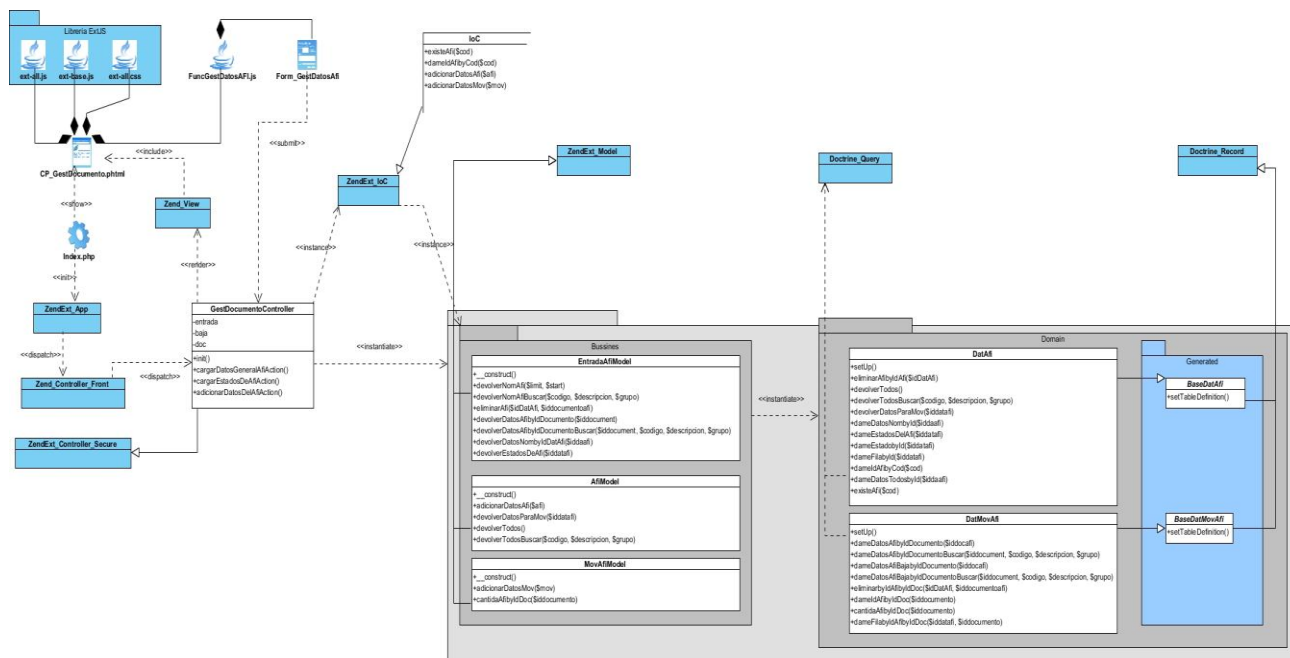 Libreria ExtJS
ext-all.js
ext-base.js
ext-all.css
FuncGestDatosAFI.js
Form_GestDatosAfi
IoC
+existeAfi($cod)
+dameIdAfibyCod($cod)
+adicionarDatosAfi($afi)
+adicionarDatosMov($mov)
<<include>>
<<submit>>
CP_GestDocumento.phtml
ZendExt_IoC
ZendExt_Model
Doctrine_Query
Doctrine_Record
<<show>>
Zend_View
Index.php
<<instance>>
<<instance>>
<<init>>
<<render>>
ZendExt_App
GestDocumentoController
-entrada
-baja
-doc
+init()
+cargarDatosGeneralAfiAction()
+cargarEstadosDeAfiAction()
+adicionarDatosDelAfiAction()
<<dispatch>>
<<dispatch>>
<<instantiate>>
Zend_Controller_Front
ZendExt_Controller_Secure
Bussines
EntradaAfiModel
+__construct()
+devolverNomAfi($limit, $start)
+devolverNomAfiBuscar($codigo, $descripcion, $grupo)
+eliminarAfi($idDatAfi, $iddocumentoafi)
+devolverDatosAfibyIdDocumento($iddocument)
+devolverDatosAfibyIdDocumentoBuscar($iddocument, $codigo, $descripcion, $grupo)
+devolverDatosNombyIdDatAfi($iddaafi)
+devolverEstadosDeAfi($iddatafi)
AfiModel
+__construct()
+adicionarDatosAfi($afi)
+devolverDatosParaMov($iddatafi)
+devolverTodos()
+devolverTodosBuscar($codigo, $descripcion, $grupo)
MovAfiModel
+__construct()
+adicionarDatosMov($mov)
+cantidaAfibyIdDoc($iddocumento)
<<instantiate>>
Domain
DatAfi
+setUp()
+eliminarAfibyIdAfi($idDatAfi)
+devolverTodos()
+devolverTodosBuscar($codigo, $descripcion, $grupo)
+devolverDatosParaMov($iddatafi)
+dameDatosNombyId($iddaafi)
+dameEstadosDelAfi($iddatafi)
+dameEstadobyId($iddatafi)
+dameFilabyId($iddatafi)
+dameIdAfibyCod($cod)
+dameDatosTodosbyId($iddaafi)
+existeAfi($cod)
DatMovAfi
+setUp()
+dameDatosAfibyIdDocumento($iddocafi)
+dameDatosAfibyIdDocumentoBuscar($iddocument, $codigo, $descripcion, $grupo)
+dameDatosAfiBajabyIdDocumento($iddocafi)
+dameDatosAfiBajabyIdDocumentoBuscar($iddocument, $codigo, $descripcion, $grupo)
+eliminarbyIdAfibyIdDoc($idDatAfi, $iddocumentoafi)
+dameIdAfibyIdDoc($iddocumento)
+cantidaAfibyIdDoc($iddocumento)
+dameFilabyIdAfibyIdDoc($iddatafi, $iddocumento)
Generated
BaseDatAfi
+setTableDefinition()
BaseDatMovAfi
+setTableDefinition()